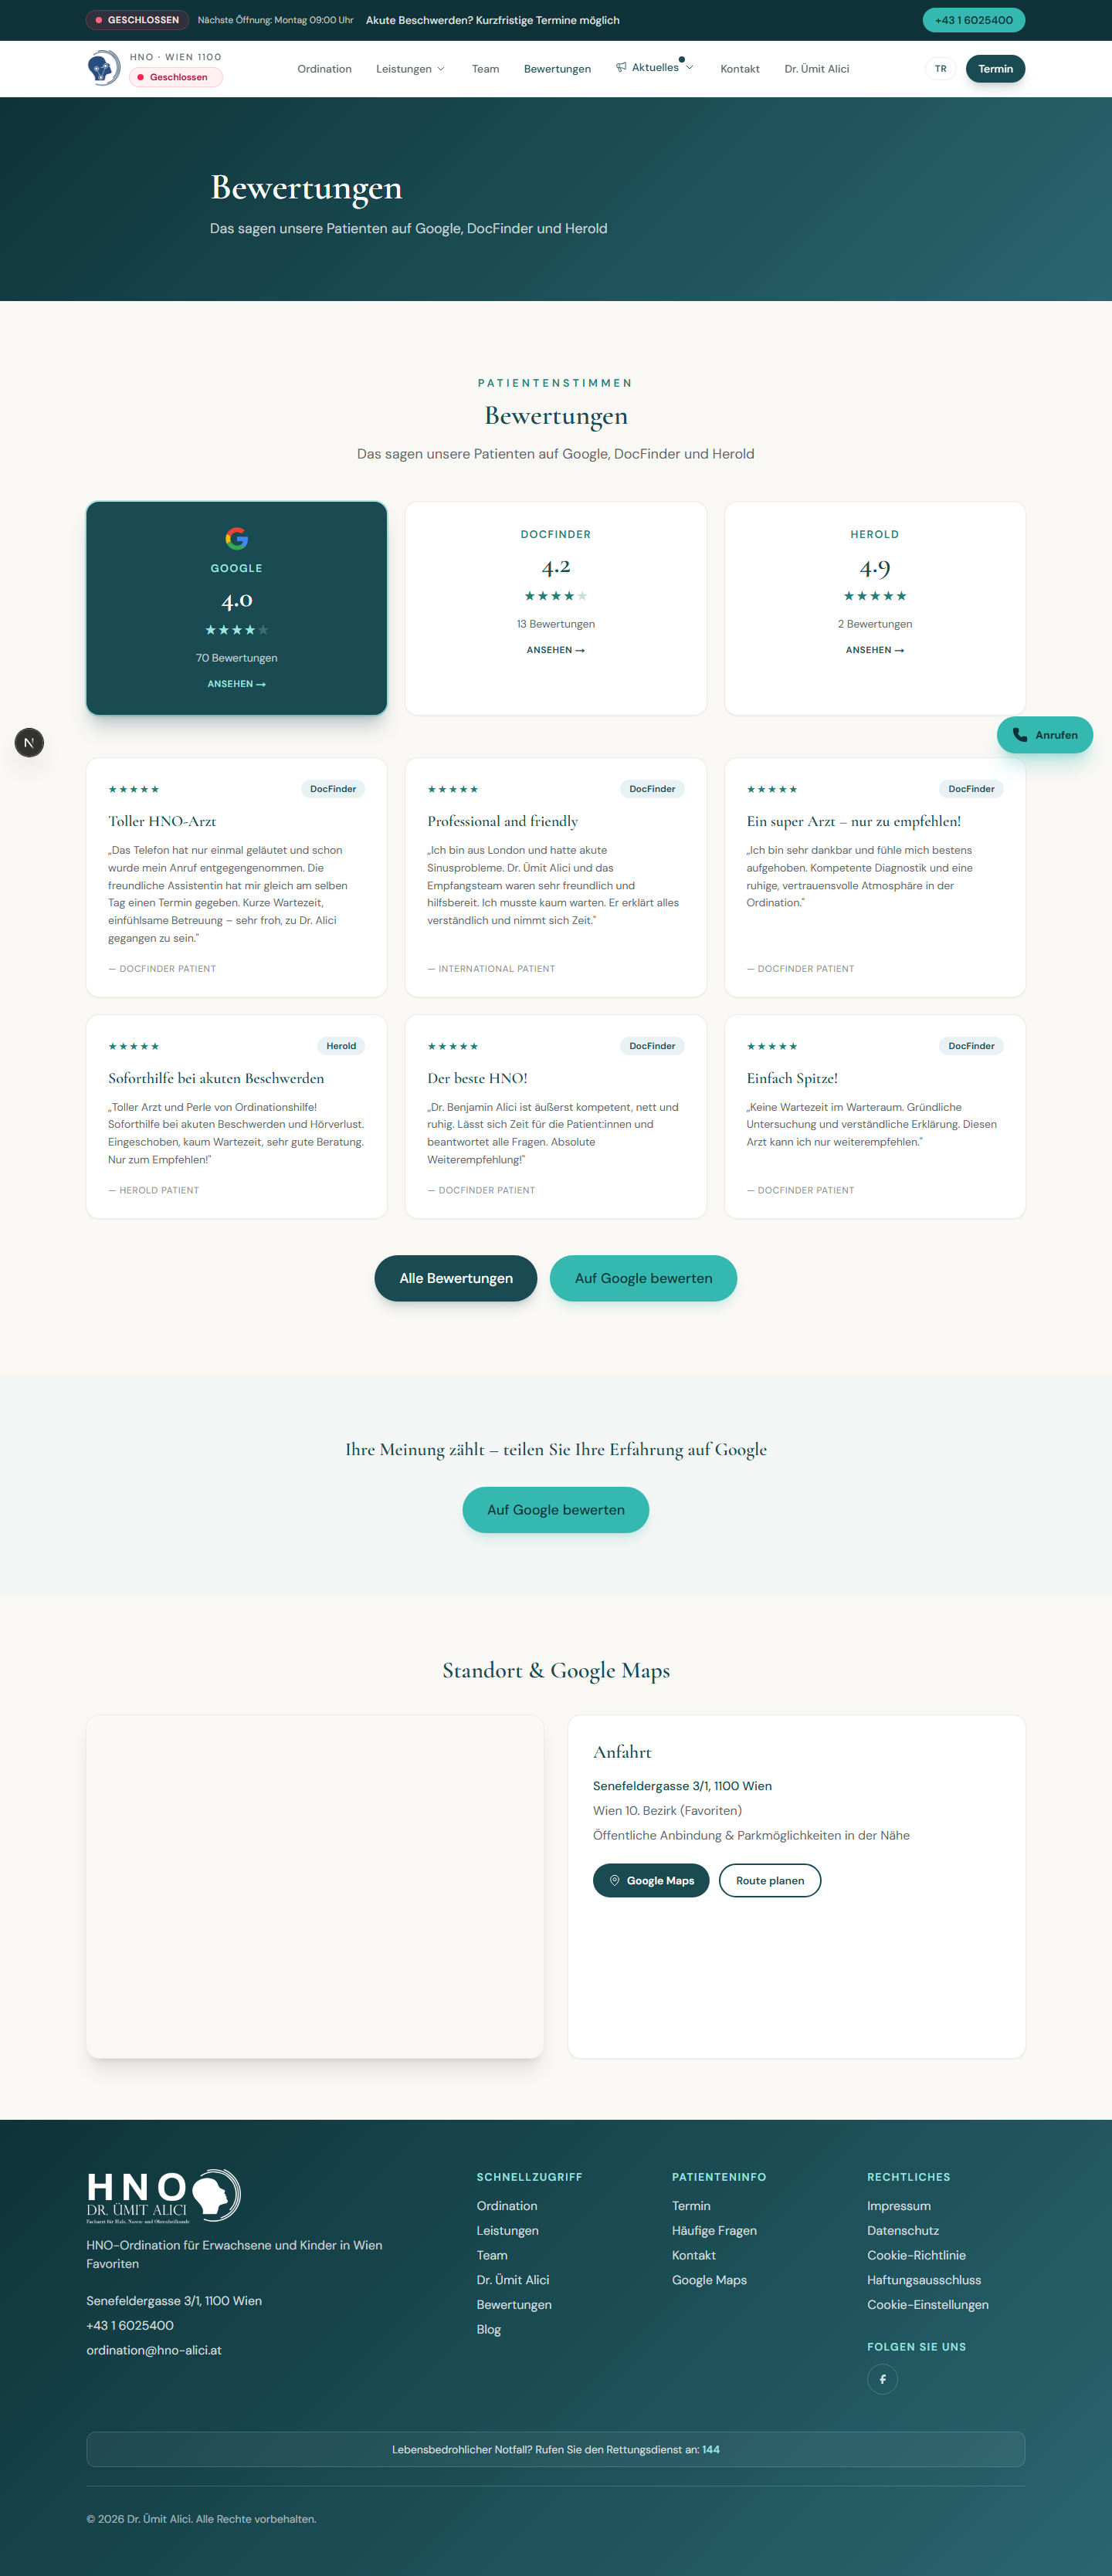 GESCHLOSSEN Nächste Öffnung: Montag 09:00 Uhr Akute Beschwerden? Kurzfristige Termine möglich +43 1 6025400
HNO · WIEN 1100
Geschlossen
Ordination Leistungen Team Bewertungen Aktuelles Kontakt Dr. Ümit Alici TR Termin
Bewertungen
Das sagen unsere Patienten auf Google, DocFinder und Herold
PATIENTENSTIMMEN
Bewertungen
Das sagen unsere Patienten auf Google, DocFinder und Herold
GOOGLE
4.0
★★★★★
70 Bewertungen
ANSEHEN →
DOCFINDER
4.2
★★★★★
13 Bewertungen
ANSEHEN →
HEROLD
4.9
★★★★★
2 Bewertungen
ANSEHEN →
N
Anrufen
★★★★★ DocFinder
Toller HNO-Arzt
„Das Telefon hat nur einmal geläutet und schon
wurde mein Anruf entgegengenommen. Die
freundliche Assistentin hat mir gleich am selben
Tag einen Termin gegeben. Kurze Wartezeit,
einfühlsame Betreuung – sehr froh, zu Dr. Alici
gegangen zu sein."
— DOCFINDER PATIENT
★★★★★ DocFinder
Professional and friendly
„Ich bin aus London und hatte akute
Sinusprobleme. Dr. Ümit Alici und das
Empfangsteam waren sehr freundlich und
hilfsbereit. Ich musste kaum warten. Er erklärt alles
verständlich und nimmt sich Zeit."
— INTERNATIONAL PATIENT
★★★★★ DocFinder
Ein super Arzt – nur zu empfehlen!
„Ich bin sehr dankbar und fühle mich bestens
aufgehoben. Kompetente Diagnostik und eine
ruhige, vertrauensvolle Atmosphäre in der
Ordination."
— DOCFINDER PATIENT
★★★★★ Herold
Soforthilfe bei akuten Beschwerden
„Toller Arzt und Perle von Ordinationshilfe!
Soforthilfe bei akuten Beschwerden und Hörverlust.
Eingeschoben, kaum Wartezeit, sehr gute Beratung.
Nur zum Empfehlen!"
— HEROLD PATIENT
★★★★★ DocFinder
Der beste HNO!
„Dr. Benjamin Alici ist äußerst kompetent, nett und
ruhig. Lässt sich Zeit für die Patient:innen und
beantwortet alle Fragen. Absolute
Weiterempfehlung!"
— DOCFINDER PATIENT
★★★★★ DocFinder
Einfach Spitze!
„Keine Wartezeit im Warteraum. Gründliche
Untersuchung und verständliche Erklärung. Diesen
Arzt kann ich nur weiterempfehlen."
— DOCFINDER PATIENT
Alle Bewertungen Auf Google bewerten
Ihre Meinung zählt – teilen Sie Ihre Erfahrung auf Google
Auf Google bewerten
Standort & Google Maps
Anfahrt
Senefeldergasse 3/1, 1100 Wien
Wien 10. Bezirk (Favoriten)
Öffentliche Anbindung & Parkmöglichkeiten in der Nähe
Google Maps Route planen
HNO
DR. ÜMIT ALICI
Facharzt für Hals-, Nasen- und Ohrenheilkunde
HNO-Ordination für Erwachsene und Kinder in Wien
Favoriten
Senefeldergasse 3/1, 1100 Wien
+43 1 6025400
ordination@hno-alici.at
SCHNELLZUGRIFF
Ordination
Leistungen
Team
Dr. Ümit Alici
Bewertungen
Blog
PATIENTENINFO
Termin
Häufige Fragen
Kontakt
Google Maps
RECHTLICHES
Impressum
Datenschutz
Cookie-Richtlinie
Haftungsausschluss
Cookie-Einstellungen
FOLGEN SIE UNS
Lebensbedrohlicher Notfall? Rufen Sie den Rettungsdienst an: 144
© 2026 Dr. Ümit Alici. Alle Rechte vorbehalten.